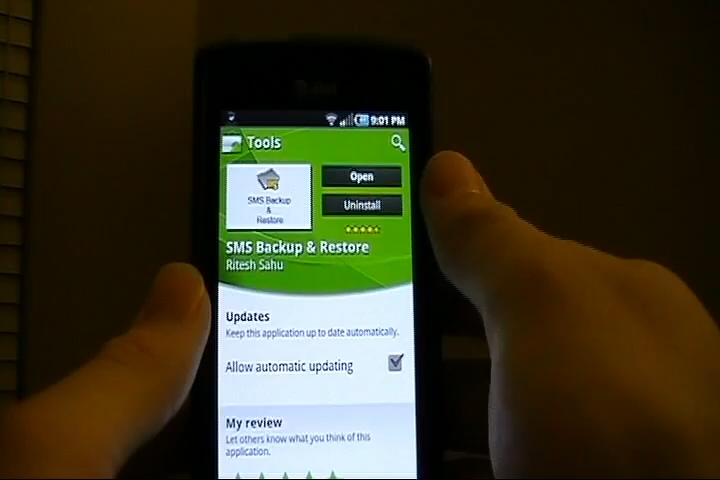 9:01 PM
Tools
SMS Backup
&
Restore
Open
Uninstall
SMS Backup & Restore
Ritesh Sahu
Updates
Keep this application up to date automatically.
Allow automatic updating
My review
Let others know what you think of this
application.